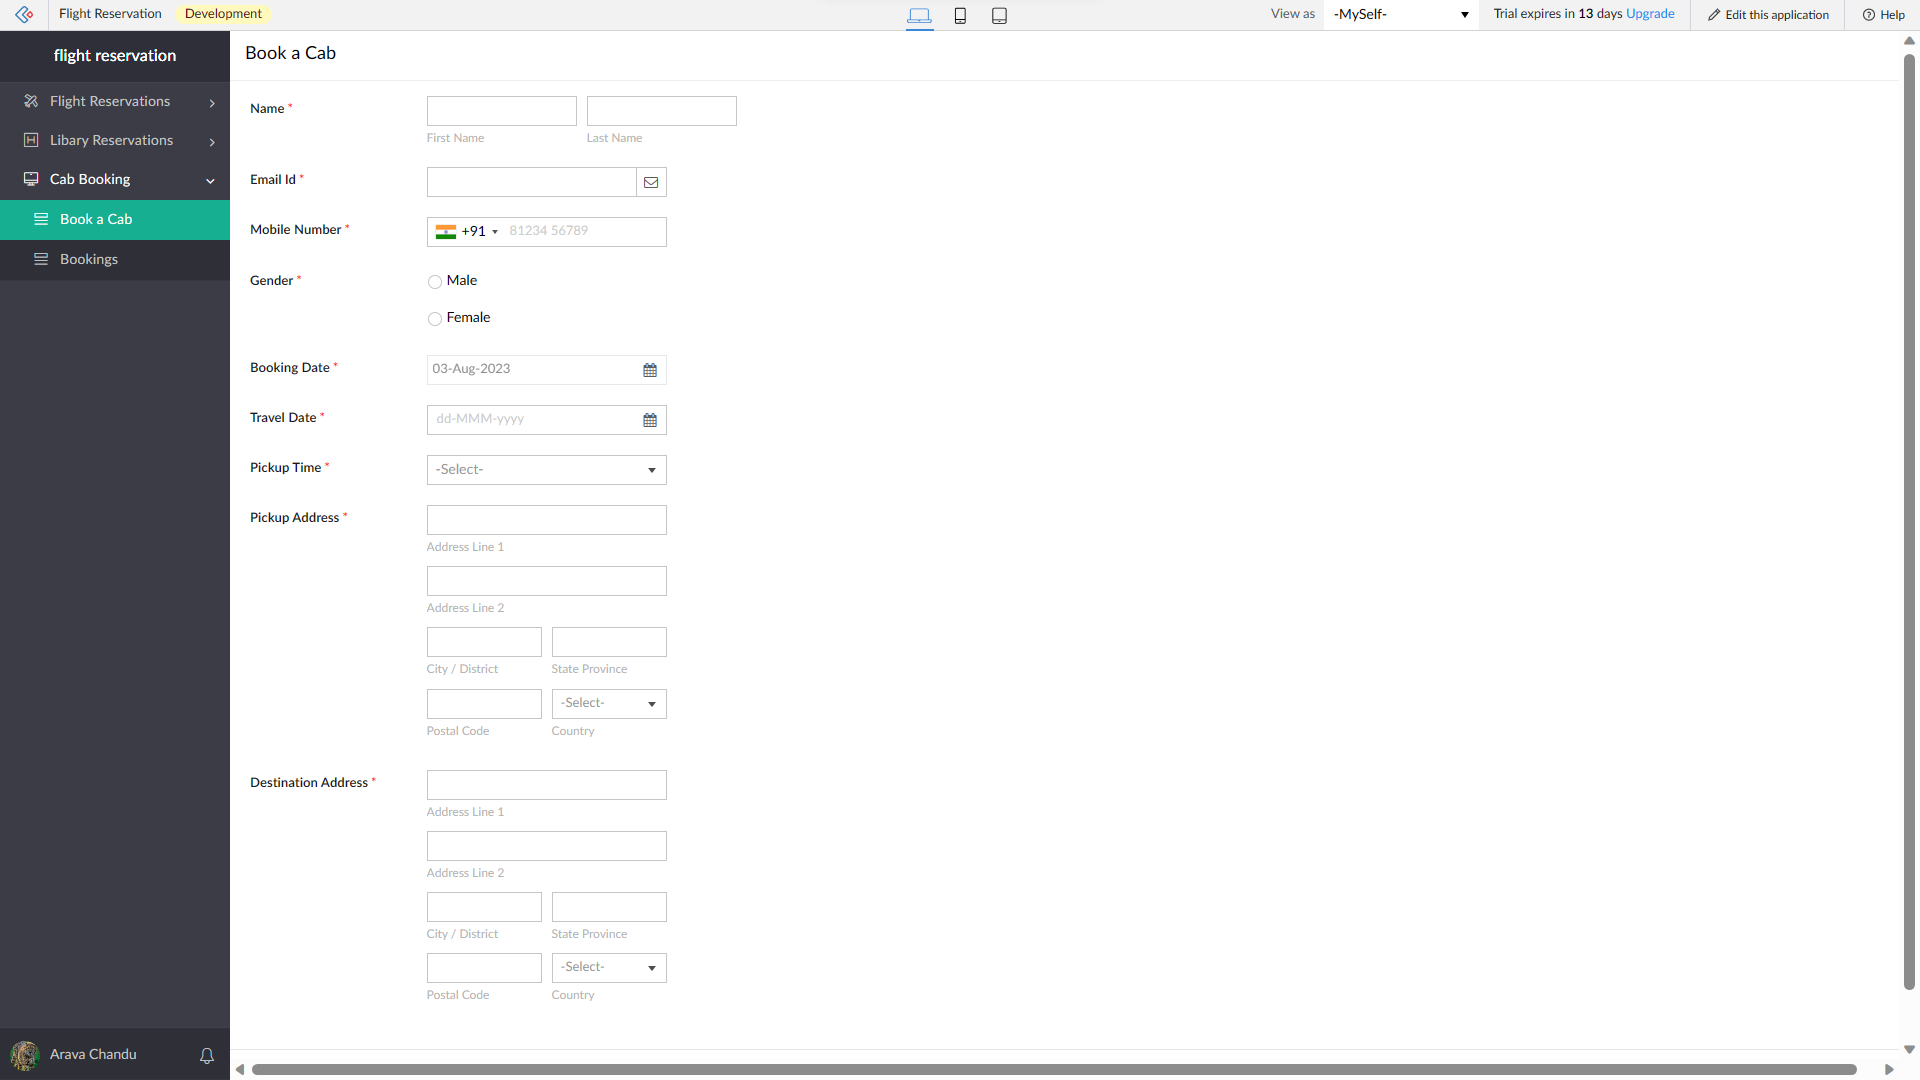 Flight Reservation Development View as -MySelf- Trial expires in 13 days Upgrade Edit this application Help
flight reservation
Flight Reservations
Libary Reservations
Cab Booking
Book a Cab
Bookings
Arava Chandu
Book a Cab
Name *
First Name Last Name
Email Id *
Mobile Number * +91 81234 56789
Gender * Male
Female
Booking Date * 03-Aug-2023
Travel Date * dd-MMM-yyyy
Pickup Time * -Select-
Pickup Address *
Address Line 1
Address Line 2
City / District State Province
-Select-
Postal Code Country
Destination Address *
Address Line 1
Address Line 2
City / District State Province
-Select-
Postal Code Country